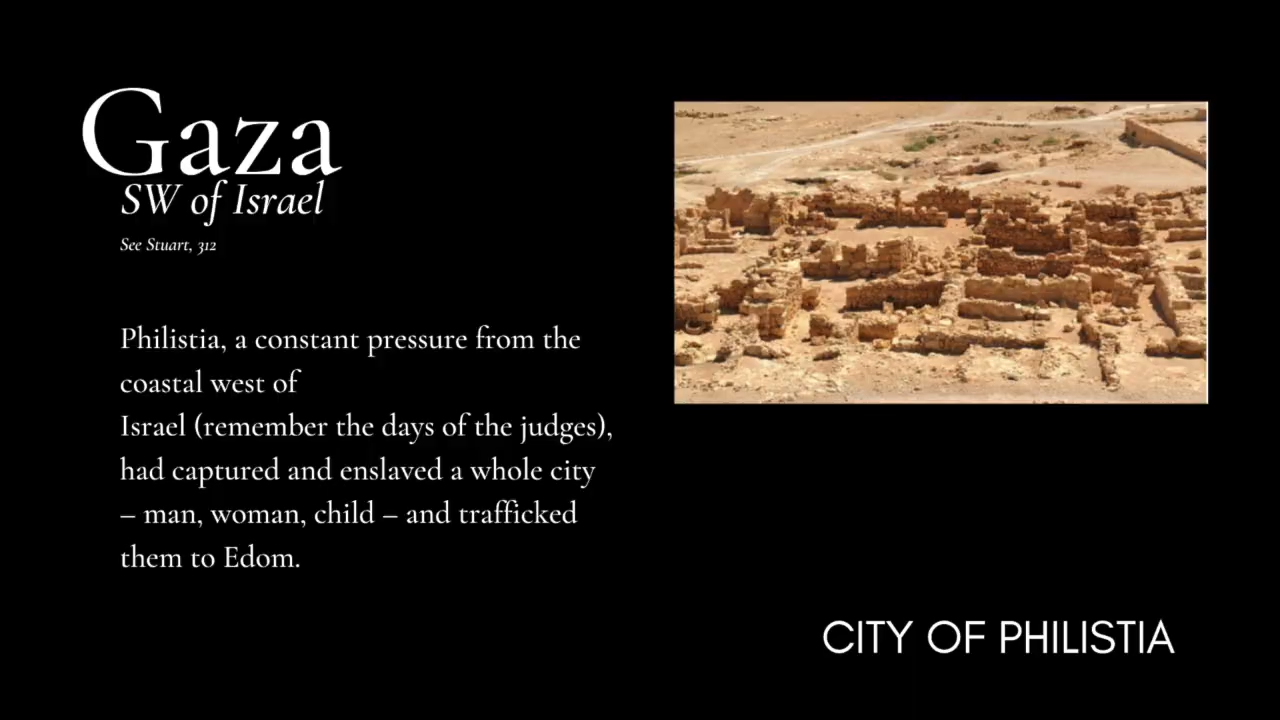 Gaza
SW of Israel
See Stuart, 312
Philistia, a constant pressure from the
coastal west of
Israel (remember the days of the judges),
had captured and enslaved a whole city
– man, woman, child – and trafficked
them to Edom.
CITY OF PHILISTIA